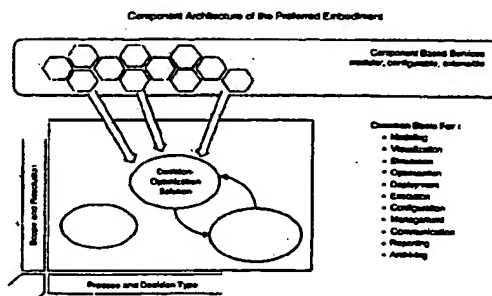 Component Architecture of the Preferred Embodiment
Component Based Services
modular, configurable, extensible
Decision
Optimization
Solution
Common Basis For :
• Modeling
• Visualization
• Simulation
• Optimization
• Deployment
• Execution
• Configuration
• Management
• Communication
• Reporting
• Archiving
Scope and Resolution
Process and Decision Type